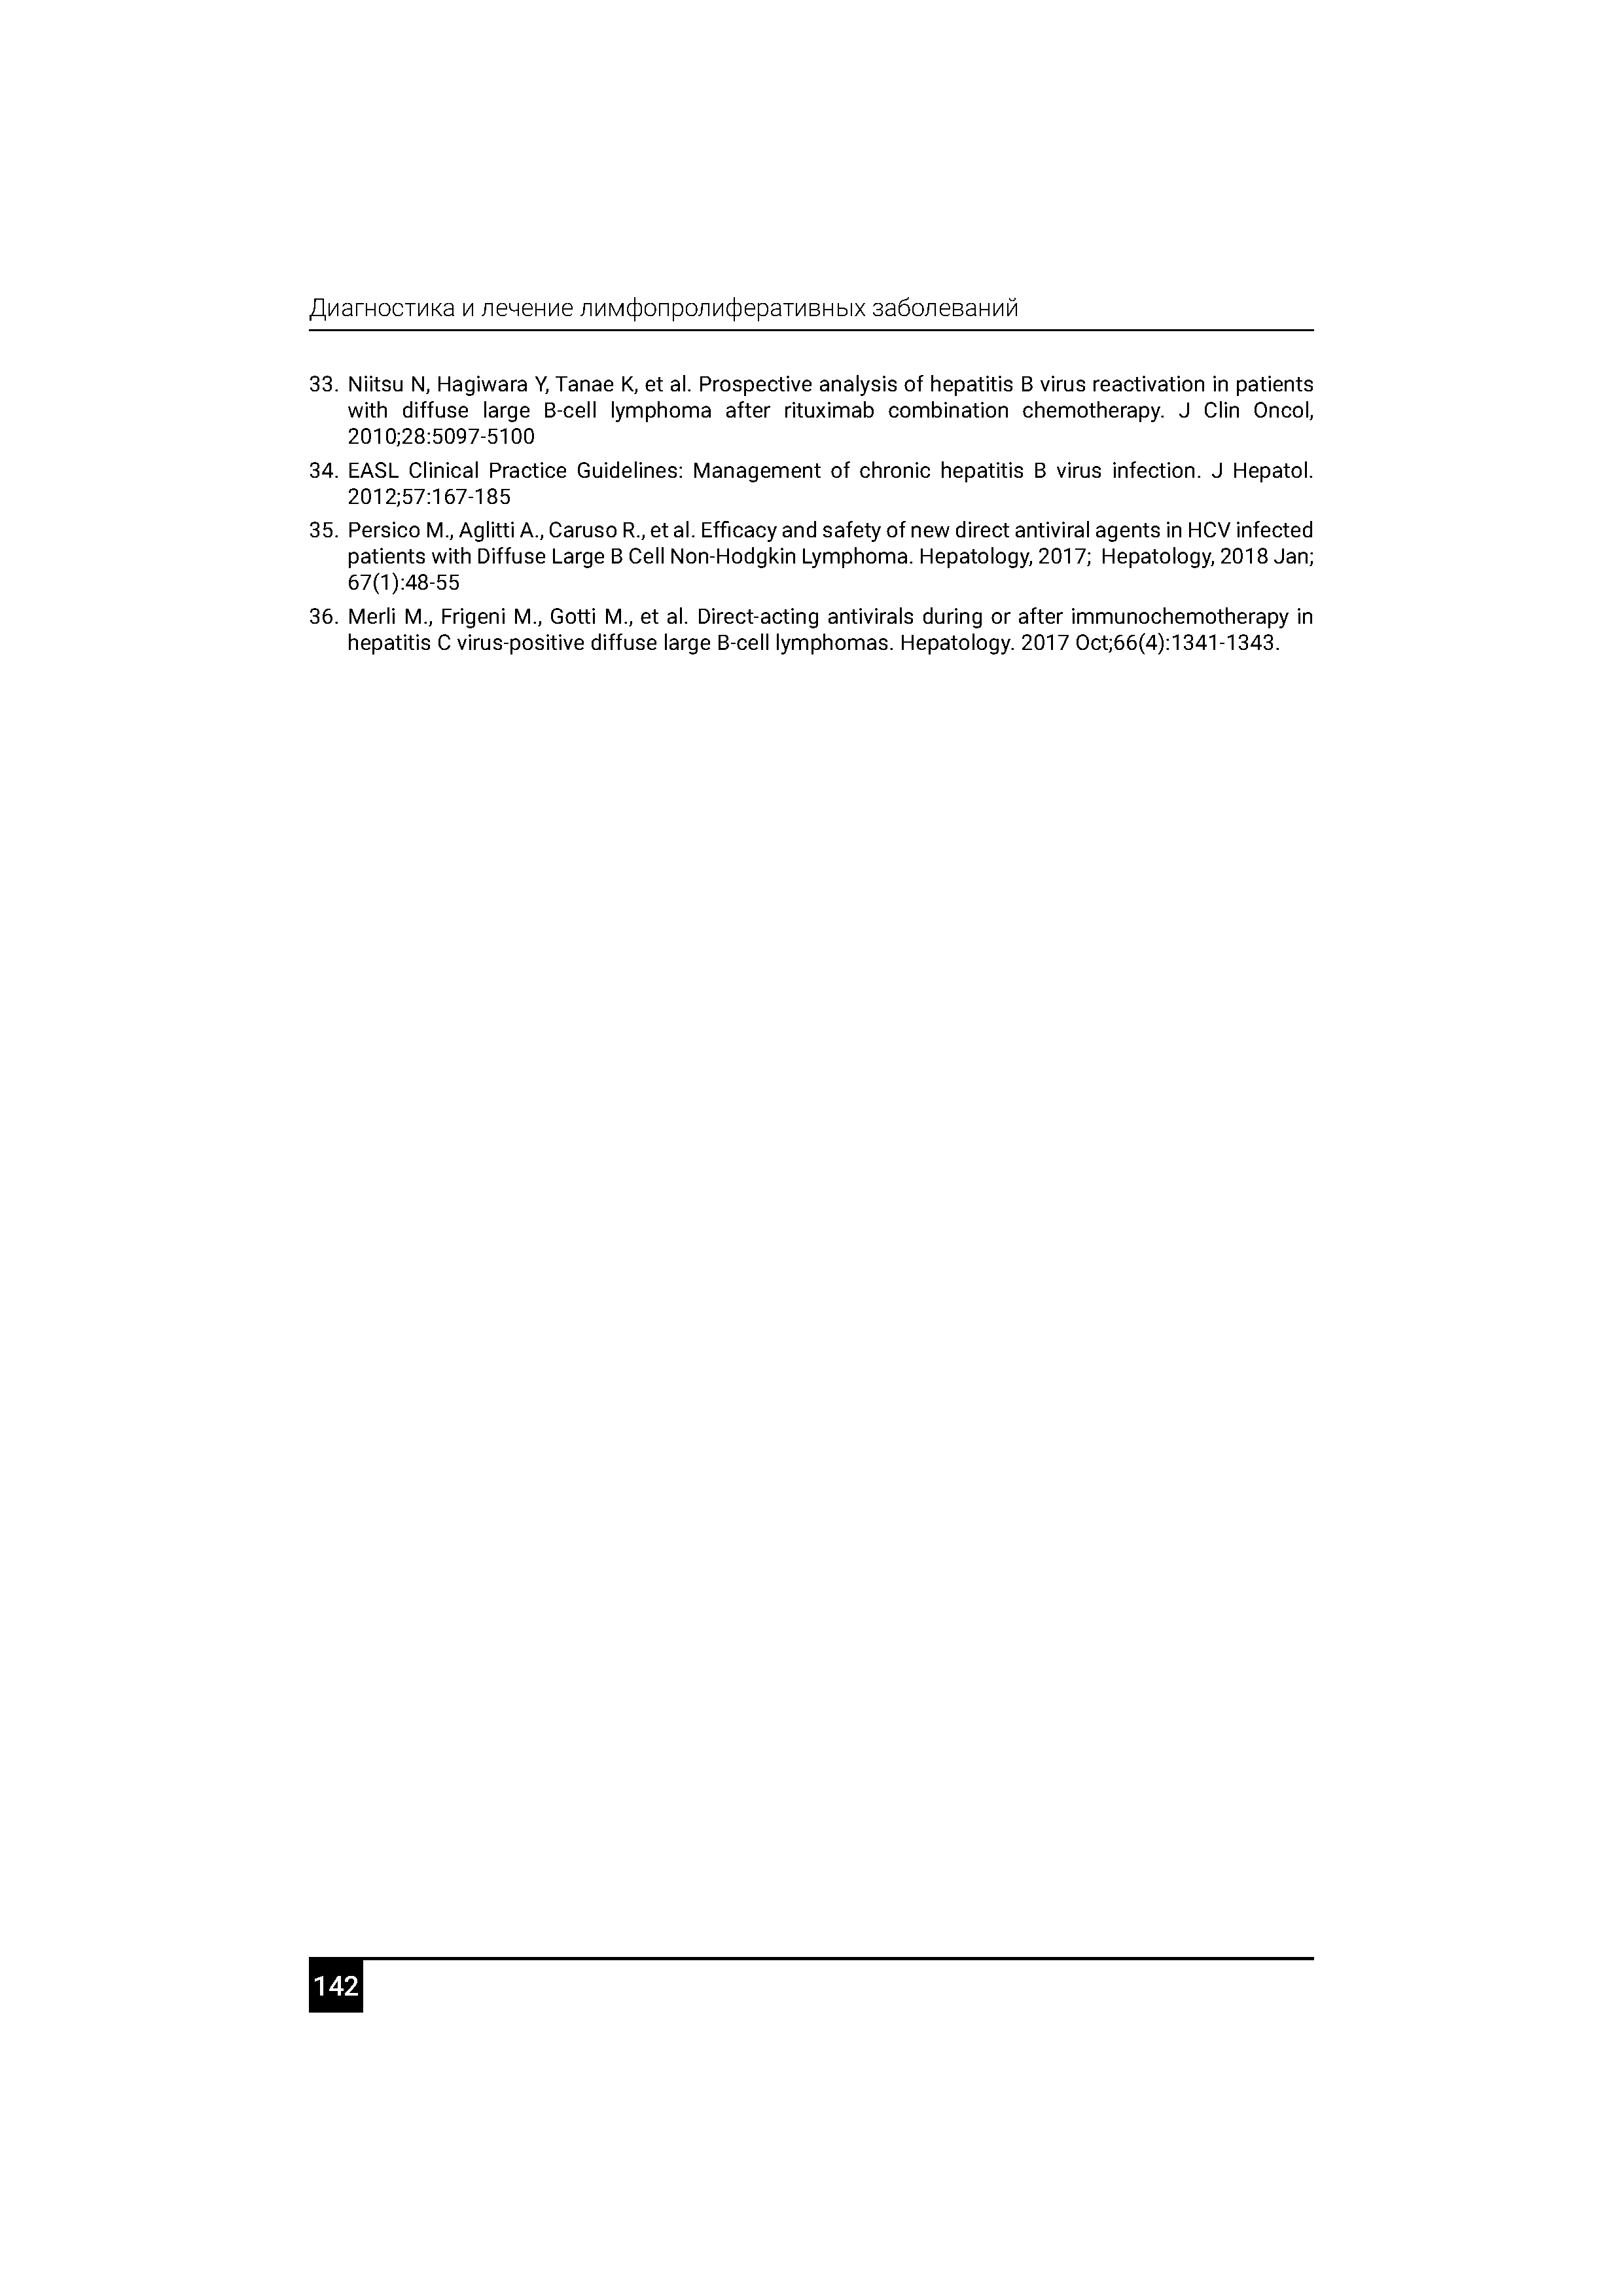 Диагностика и лечение лимфопролиферативных заболеваний
33. Niitsu N, Hagiwara Y, Tanae K, et al. Prospective analysis of hepatitis B virus reactivation in patients
with diffuse large B-cell lymphoma after rituximab combination chemotherapy. J Clin Oncol,
2010;28:5097-5100
34. EASL Clinical Practice Guidelines: Management of chronic hepatitis B virus infection. J Hepatol.
2012;57:167-185
35. Persico M., Aglitti A., Caruso R., et al. Efficacy and safety of new direct antiviral agents in HCV infected
patients with Diffuse Large B Cell Non-Hodgkin Lymphoma. Hepatology, 2017; Hepatology, 2018 Jan;
67(1):48-55
36. Merli M., Frigeni M., Gotti M., et al. Direct-acting antivirals during or after immunochemotherapy in
hepatitis C virus-positive diffuse large B-cell lymphomas. Hepatology. 2017 Oct;66(4):1341-1343.
142